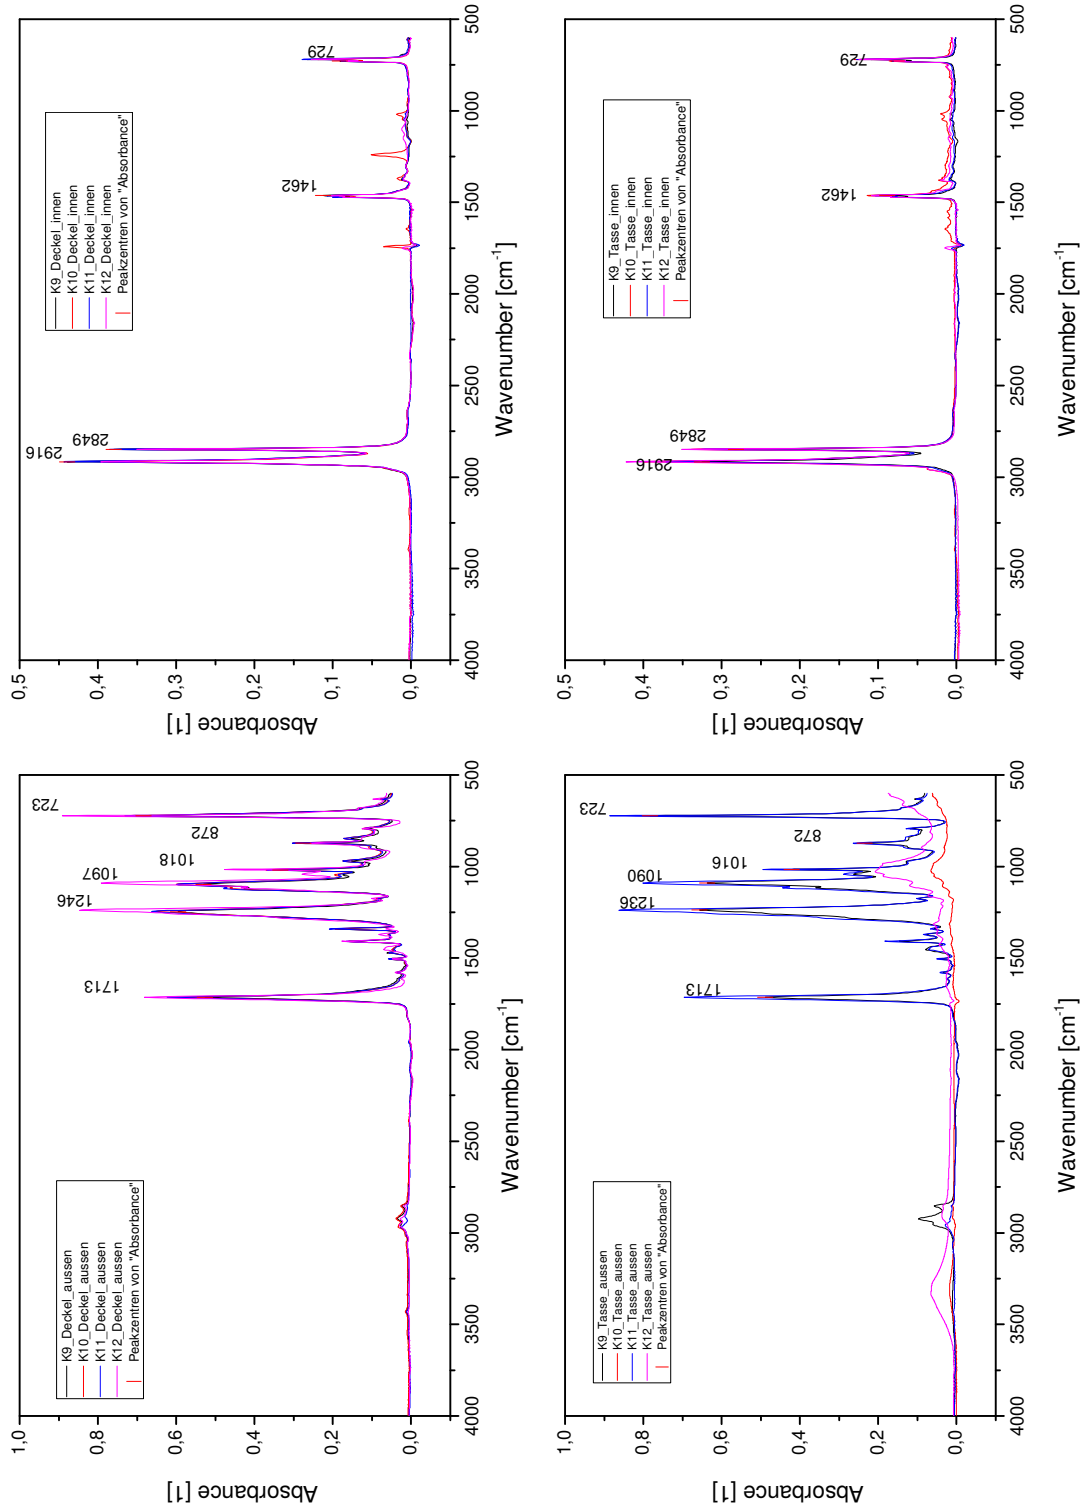 1,0
0,8
0,6
0,4
0,2
0,0
Absorbance [1]
K9_Deckel_aussen
K10_Deckel_aussen
K11_Deckel_aussen
K12_Deckel_aussen
Peakzentren von "Absorbance"
1713
1246
1097
1018
872
723
4000 3500 3000 2500 2000 1500 1000 500
Wavenumber [cm⁻¹]
0,5
0,4
0,3
0,2
0,1
0,0
Absorbance [1]
K9_Deckel_innen
K10_Deckel_innen
K11_Deckel_innen
K12_Deckel_innen
Peakzentren von "Absorbance"
2916
2849
1462
729
4000 3500 3000 2500 2000 1500 1000 500
Wavenumber [cm⁻¹]
1,0
0,8
0,6
0,4
0,2
0,0
Absorbance [1]
K9_Tasse_aussen
K10_Tasse_aussen
K11_Tasse_aussen
K12_Tasse_aussen
Peakzentren von "Absorbance"
1713
1236
1090
1016
872
723
4000 3500 3000 2500 2000 1500 1000 500
Wavenumber [cm⁻¹]
0,5
0,4
0,3
0,2
0,1
0,0
Absorbance [1]
K9_Tasse_innen
K10_Tasse_innen
K11_Tasse_innen
K12_Tasse_innen
Peakzentren von "Absorbance"
2916
2849
1462
729
4000 3500 3000 2500 2000 1500 1000 500
Wavenumber [cm⁻¹]